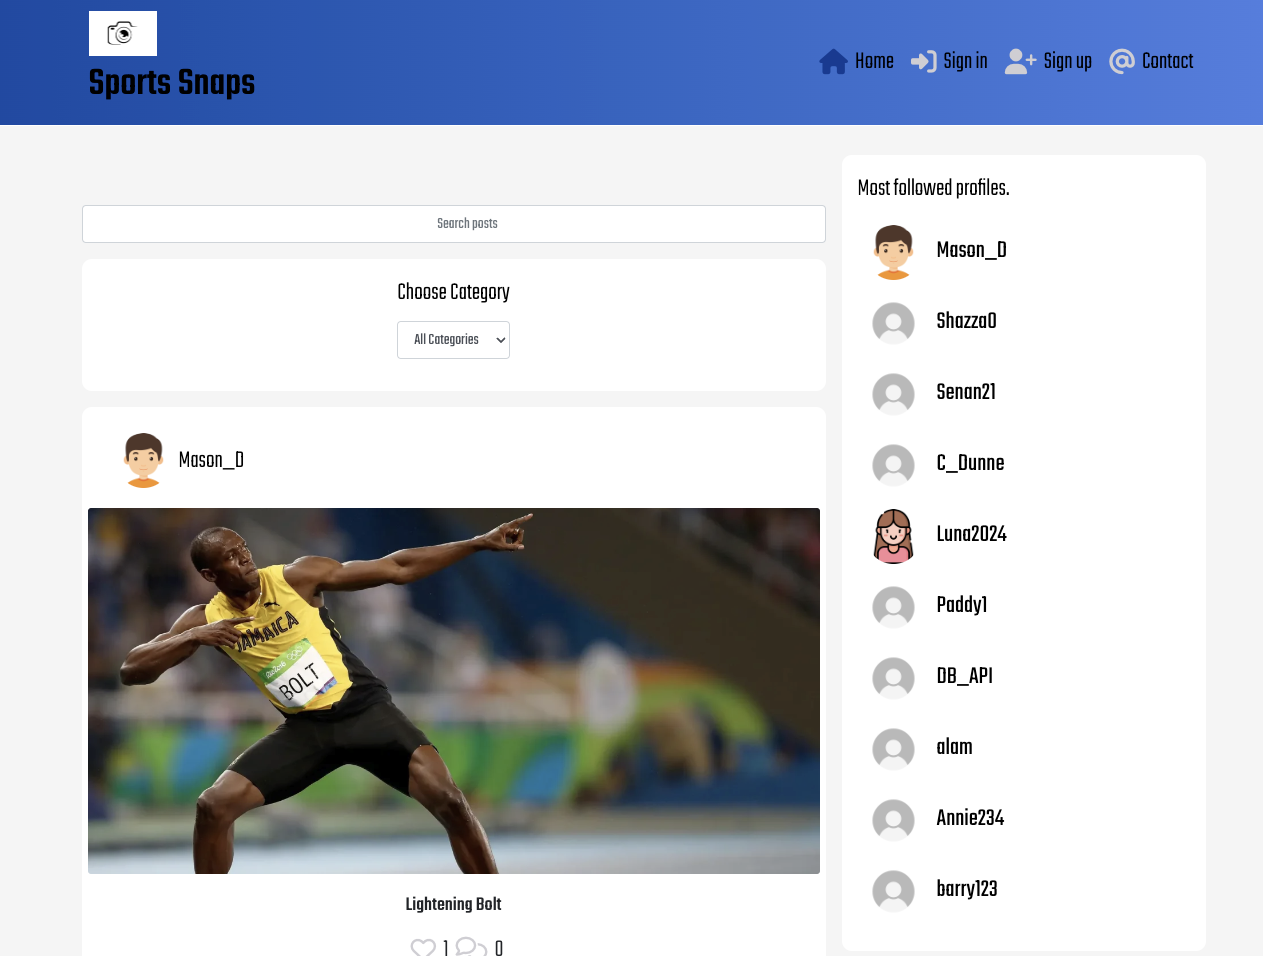 Sports Snaps
Home
Sign in
Sign up
Contact
Search posts
Choose Category
All Categories
Mason_D
JAMAICA
Rio2016
BOLT
Lightening Bolt
1
0
Most followed profiles.
Mason_D
Shazza0
Senan21
C_Dunne
Luna2024
Paddy1
DB_API
alam
Annie234
barry123